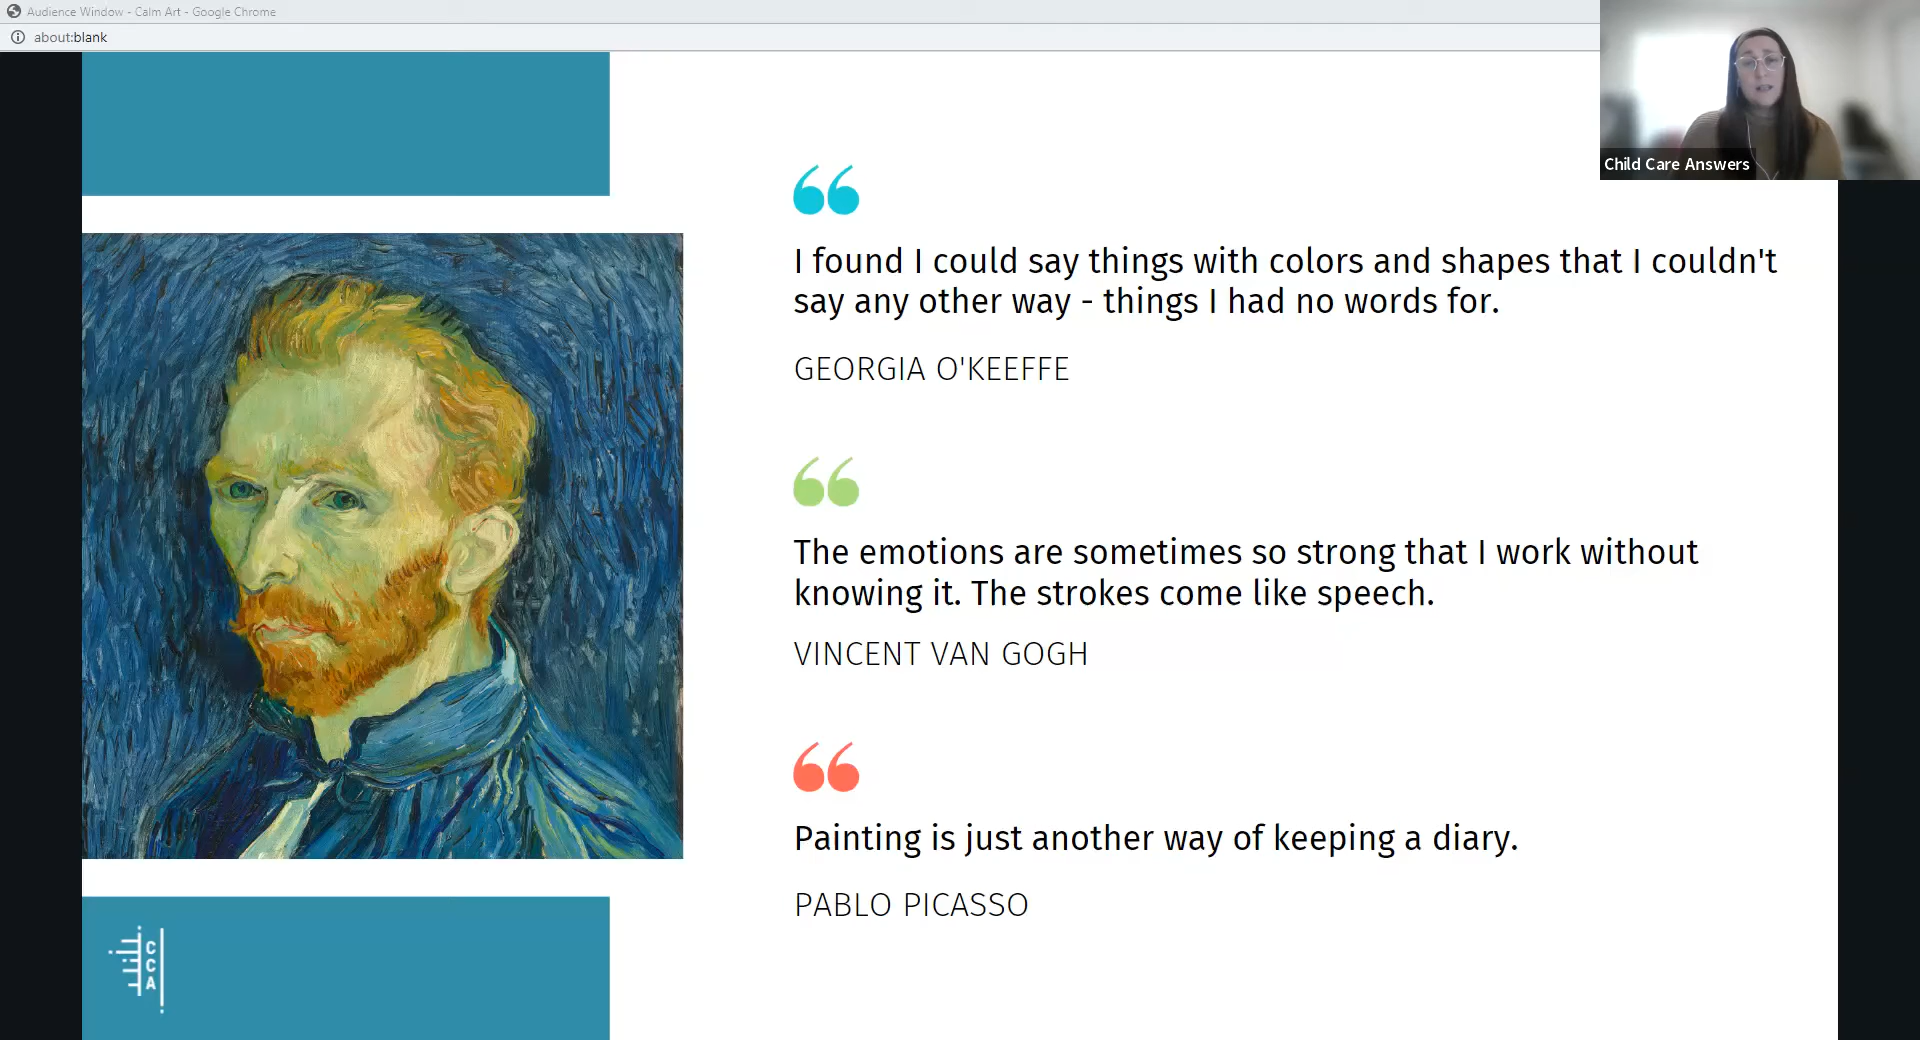 Audience Window - Calm Art - Google Chrome
about:blank
Child Care Answers
I found I could say things with colors and shapes that I couldn't
say any other way - things I had no words for.
GEORGIA O'KEEFFE
The emotions are sometimes so strong that I work without
knowing it. The strokes come like speech.
VINCENT VAN GOGH
Painting is just another way of keeping a diary.
PABLO PICASSO
C
C
A